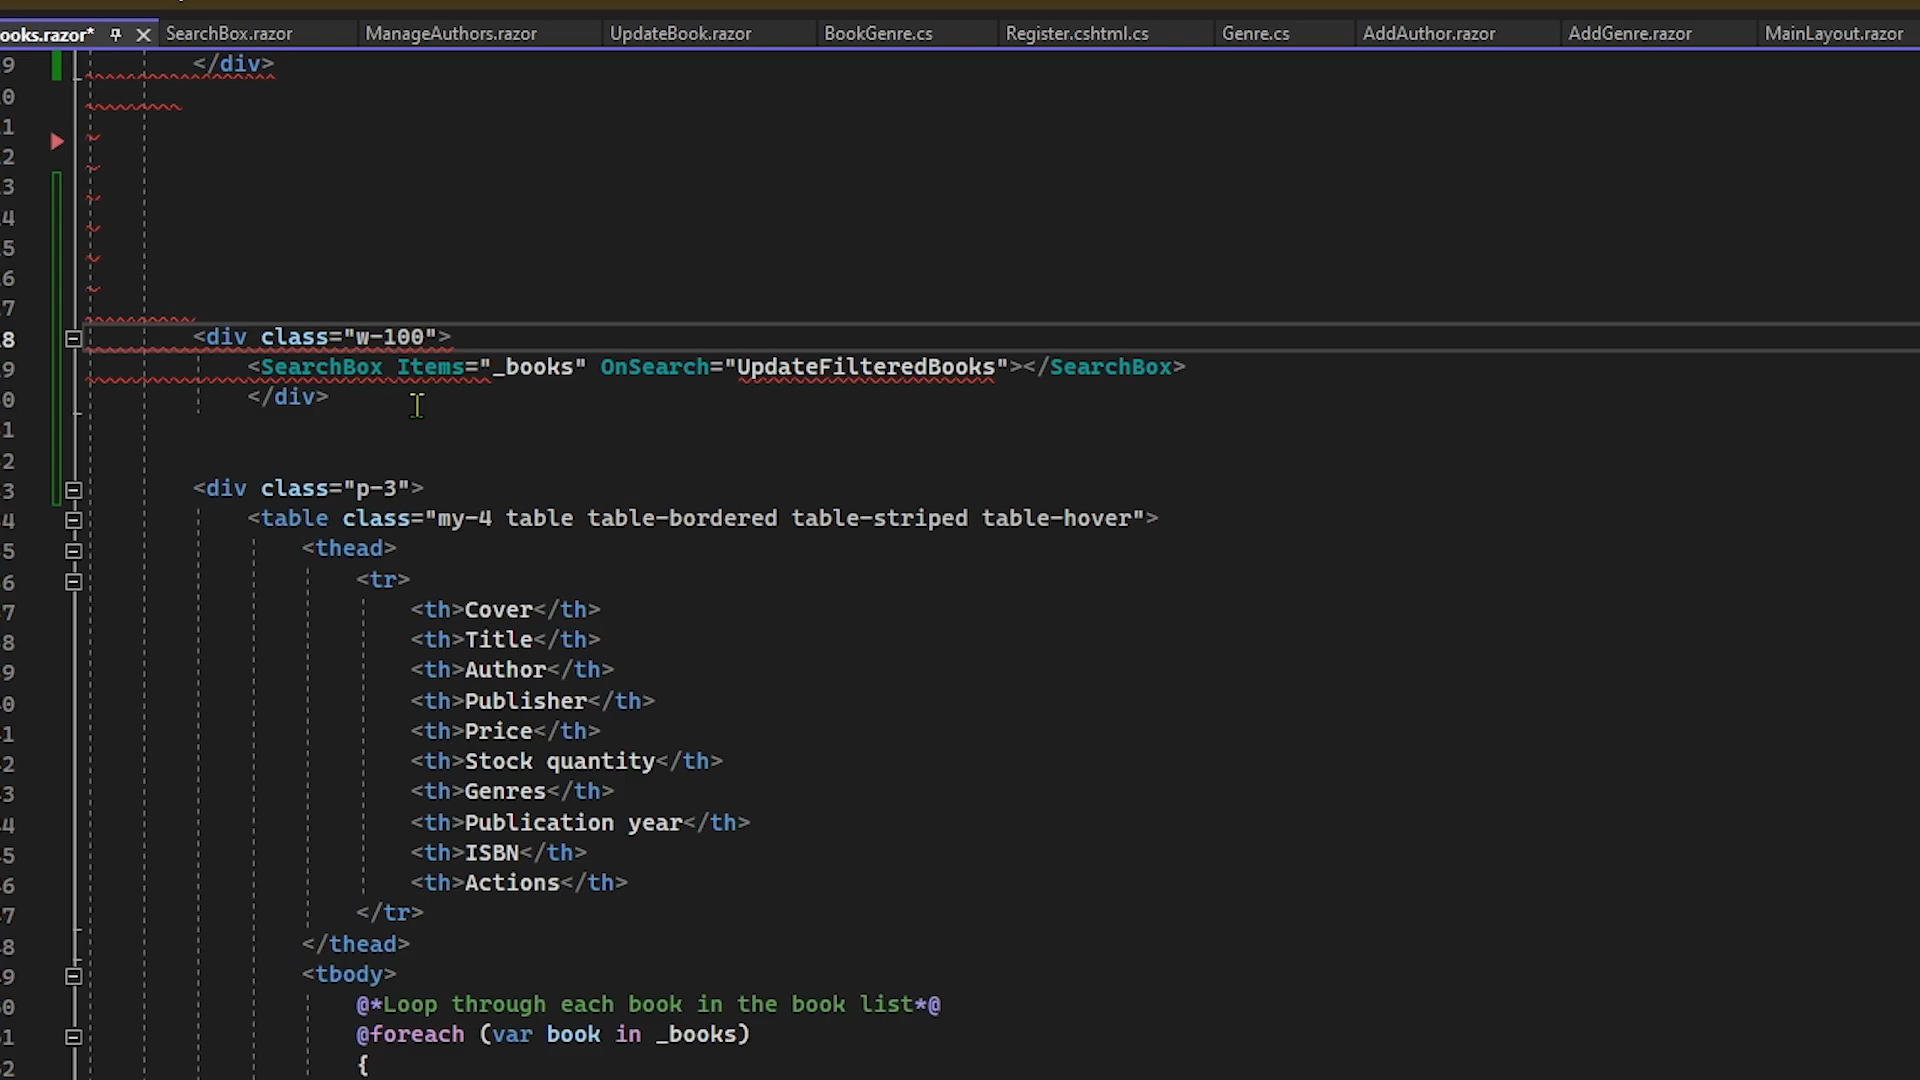 ooks.razor* SearchBox.razor ManageAuthors.razor UpdateBook.razor BookGenre.cs Register.cshtml.cs Genre.cs AddAuthor.razor AddGenre.razor MainLayout.razor
9 </div>
0
1
2
3
4
5
6
7
8 <div class="w-100">
9 <SearchBox Items="_books" OnSearch="UpdateFilteredBooks"></SearchBox>
0 </div>
1
2
3 <div class="p-3">
4 <table class="my-4 table table-bordered table-striped table-hover">
5 <thead>
6 <tr>
7 <th>Cover</th>
8 <th>Title</th>
9 <th>Author</th>
0 <th>Publisher</th>
1 <th>Price</th>
2 <th>Stock quantity</th>
3 <th>Genres</th>
4 <th>Publication year</th>
5 <th>ISBN</th>
6 <th>Actions</th>
7 </tr>
8 </thead>
9 <tbody>
0 @*Loop through each book in the book list*@
1 @foreach (var book in _books)
2 {